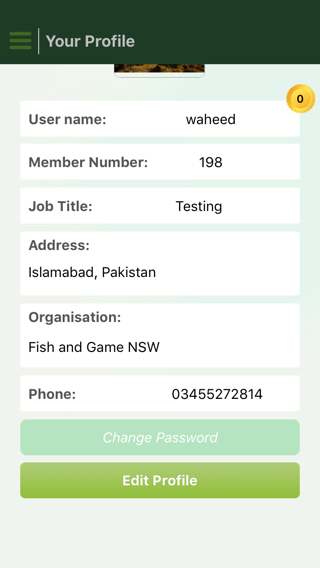 Your Profile
0
User name: waheed
Member Number: 198
Job Title: Testing
Address:
Islamabad, Pakistan
Organisation:
Fish and Game NSW
Phone: 03455272814
Change Password
Edit Profile